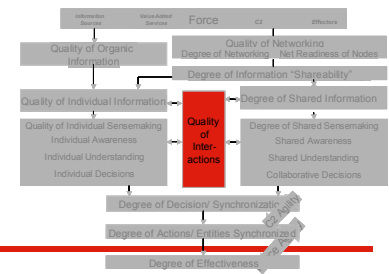 Information Sources
Value-Added Services
Force
C2
Effectors
Quality of Organic
Information
Quality of Networking
Degree of Networking Net Readiness of Nodes
Degree of Information "Shareability"
Quality of Individual Information
Degree of Shared Information
Quality
of
Inter-
actions
Quality of Individual Sensemaking
Individual Awareness
Individual Understanding
Individual Decisions
Degree of Shared Sensemaking
Shared Awareness
Shared Understanding
Collaborative Decisions
Degree of Decision/ Synchronizatio
C2 Agility
Degree of Actions/ Entities Synchronized
Degree of Effectiveness